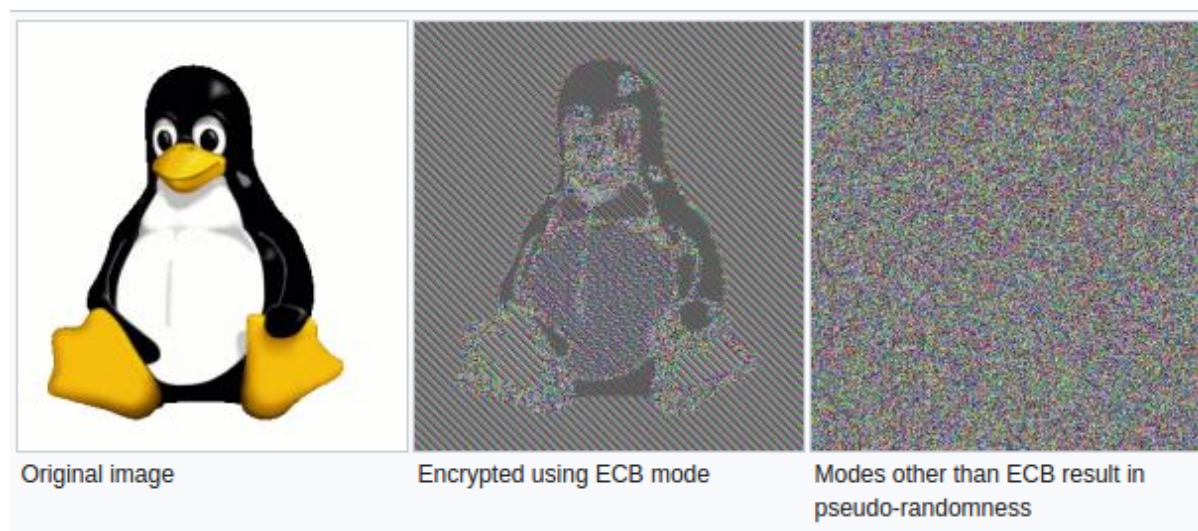 Original image
Encrypted using ECB mode
Modes other than ECB result in
pseudo-randomness